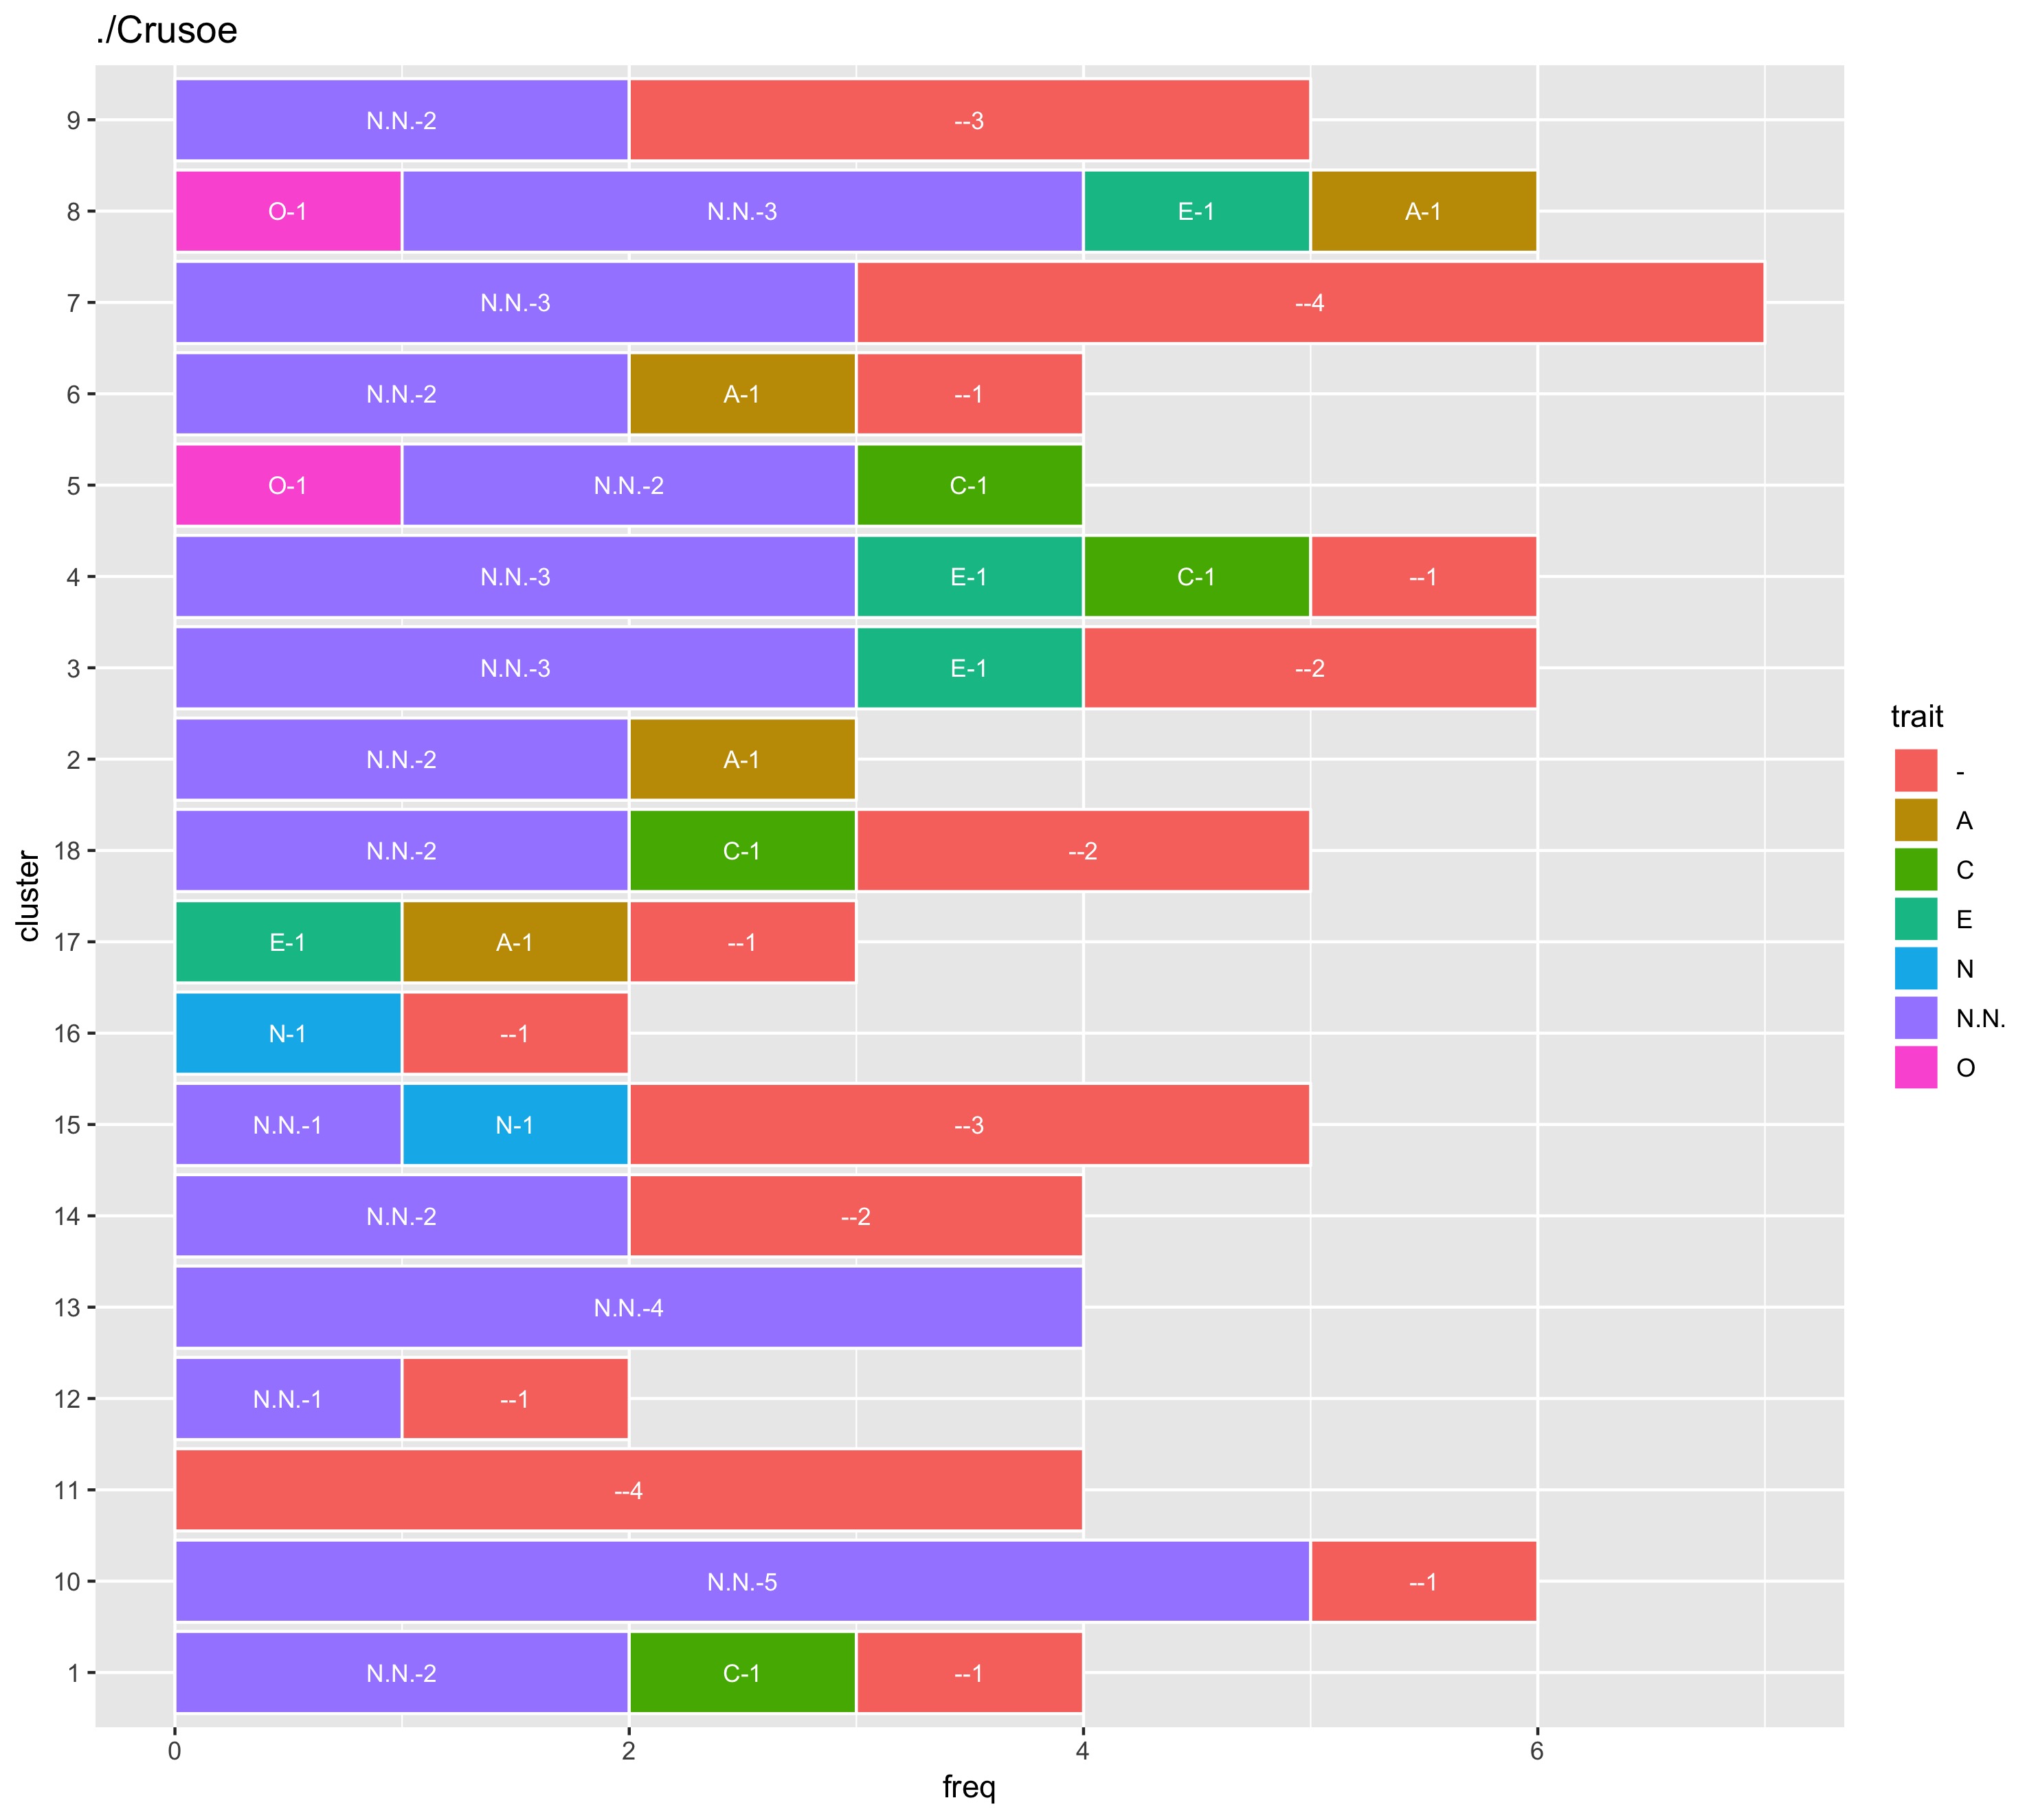 ./Crusoe
9 N.N.-2 --3
8 O-1 N.N.-3 E-1 A-1
7 N.N.-3 --4
6 N.N.-2 A-1 --1
5 O-1 N.N.-2 C-1
4 N.N.-3 E-1 C-1 --1
3 N.N.-3 E-1 --2
2 N.N.-2 A-1
18 N.N.-2 C-1 --2
17 E-1 A-1 --1
16 N-1 --1
15 N.N.-1 N-1 --3
14 N.N.-2 --2
13 N.N.-4
12 N.N.-1 --1
11 --4
10 N.N.-5 --1
1 N.N.-2 C-1 --1
0 2 4 6
freq
cluster
trait
-
A
C
E
N
N.N.
O